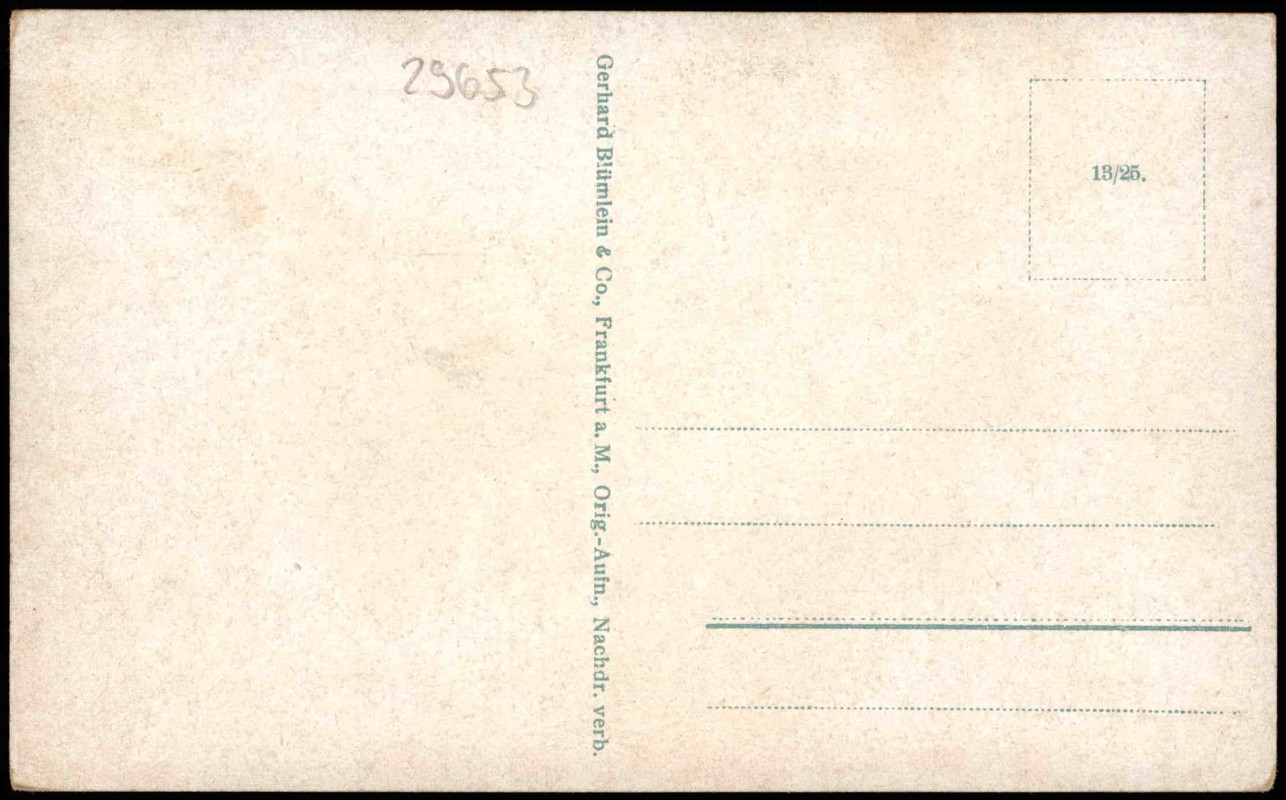 29653
Gerhard Blümlein & Co., Frankfurt a. M., Orig.-Aufn., Nachdr. verb.
13/25.